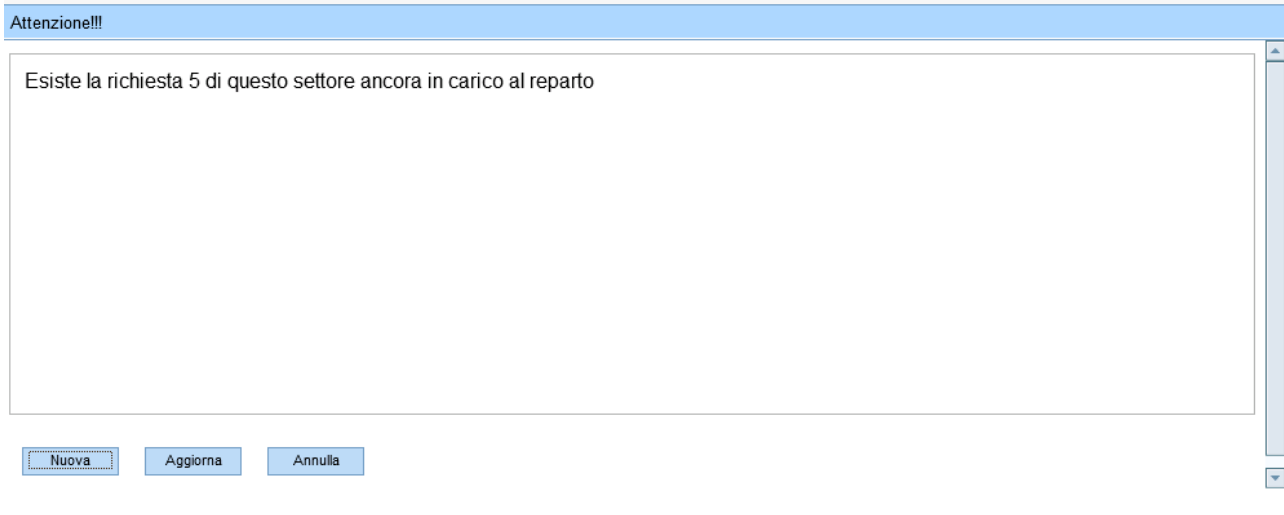 Attenzione!!!
Esiste la richiesta 5 di questo settore ancora in carico al reparto
Nuova Aggiorna Annulla